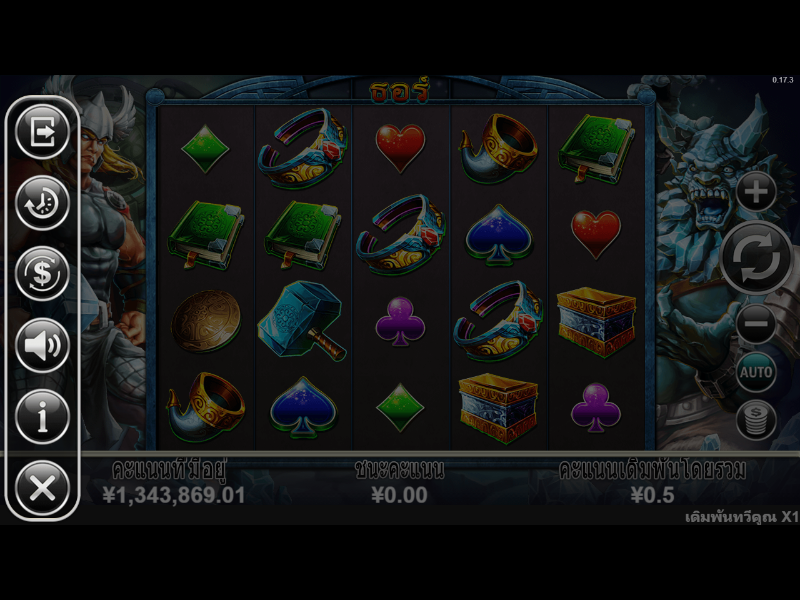 0.17.3
ธอร์
คะแนนที่มีอยู่ ชนะคะแนน คะแนนเดิมพันโดยรวม
¥1,343,869.01 ¥0.00 ¥0.5
เดิมพันทวีคูณ X1
AUTO